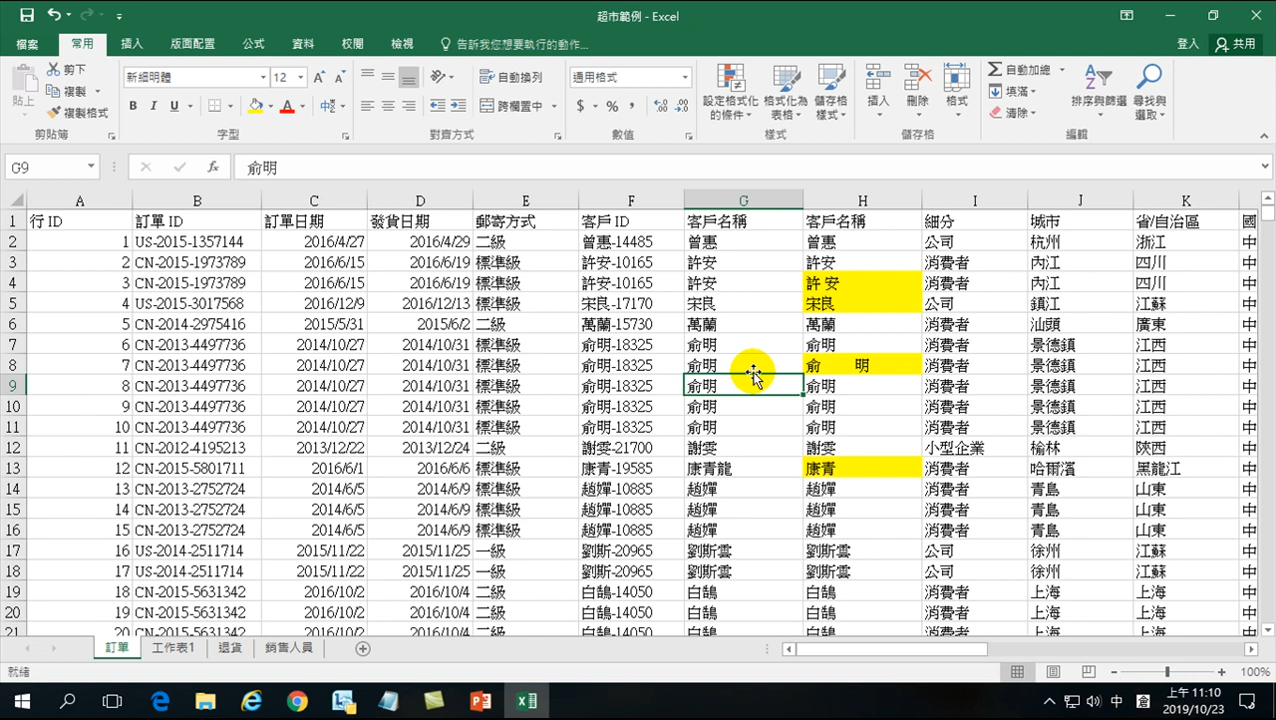 超市範例 - Excel
檔案 常用 插入 版面配置 公式 資料 校閱 檢視 告訴我您想要執行的動作... 登入 共用
貼上 剪下 複製 複製格式 新細明體 12 B I U A 中 自動換列 跨欄置中 通用格式 $ % 設定格式化的條件 格式化為表格 儲存格樣式 插入 刪除 格式 自動加總 填滿 清除 排序與篩選 尋找與選取
剪貼簿 字型 對齊方式 數值 樣式 儲存格 編輯
G9 fx 俞明
A B C D E F G H I J K
1 行 ID 訂單 ID 訂單日期 發貨日期 郵寄方式 客戶 ID 客戶名稱 客戶名稱 細分 城市 省/自治區 國
2 1 US-2015-1357144 2016/4/27 2016/4/29 二級 曾惠-14485 曾惠 曾惠 公司 杭州 浙江 中
3 2 CN-2015-1973789 2016/6/15 2016/6/19 標準級 許安-10165 許安 許安 消費者 內江 四川 中
4 3 CN-2015-1973789 2016/6/15 2016/6/19 標準級 許安-10165 許安 許 安 消費者 內江 四川 中
5 4 US-2015-3017568 2016/12/9 2016/12/13 標準級 宋良-17170 宋良 宋良 公司 鎮江 江蘇 中
6 5 CN-2014-2975416 2015/5/31 2015/6/2 二級 萬蘭-15730 萬蘭 萬蘭 消費者 汕頭 廣東 中
7 6 CN-2013-4497736 2014/10/27 2014/10/31 標準級 俞明-18325 俞明 俞明 消費者 景德鎮 江西 中
8 7 CN-2013-4497736 2014/10/27 2014/10/31 標準級 俞明-18325 俞明 俞 明 消費者 景德鎮 江西 中
9 8 CN-2013-4497736 2014/10/27 2014/10/31 標準級 俞明-18325 俞明 俞明 消費者 景德鎮 江西 中
10 9 CN-2013-4497736 2014/10/27 2014/10/31 標準級 俞明-18325 俞明 俞明 消費者 景德鎮 江西 中
11 10 CN-2013-4497736 2014/10/27 2014/10/31 標準級 俞明-18325 俞明 俞明 消費者 景德鎮 江西 中
12 11 CN-2012-4195213 2013/12/22 2013/12/24 二級 謝雯-21700 謝雯 謝雯 小型企業 榆林 陝西 中
13 12 CN-2015-5801711 2016/6/1 2016/6/6 標準級 康青-19585 康青龍 康青 消費者 哈爾濱 黑龍江 中
14 13 CN-2013-2752724 2014/6/5 2014/6/9 標準級 趙嬋-10885 趙嬋 趙嬋 消費者 青島 山東 中
15 14 CN-2013-2752724 2014/6/5 2014/6/9 標準級 趙嬋-10885 趙嬋 趙嬋 消費者 青島 山東 中
16 15 CN-2013-2752724 2014/6/5 2014/6/9 標準級 趙嬋-10885 趙嬋 趙嬋 消費者 青島 山東 中
17 16 US-2014-2511714 2015/11/22 2015/11/25 一級 劉斯-20965 劉斯雲 劉斯雲 公司 徐州 江蘇 中
18 17 US-2014-2511714 2015/11/22 2015/11/25 一級 劉斯-20965 劉斯雲 劉斯雲 公司 徐州 江蘇 中
19 18 CN-2015-5631342 2016/10/2 2016/10/4 二級 白鵠-14050 白鵠 白鵠 消費者 上海 上海 中
20 19 CN-2015-5631342 2016/10/2 2016/10/4 二級 白鵠-14050 白鵠 白鵠 消費者 上海 上海 中
21 20 CN-2015-5631342 2016/10/2 2016/10/4 二級 白鵠-14050 白鵠 白鵠 消費者 上海 上海 中
訂單 工作表1 退貨 銷售人員
就緒 100%
中 倉 上午 11:10
2019/10/23